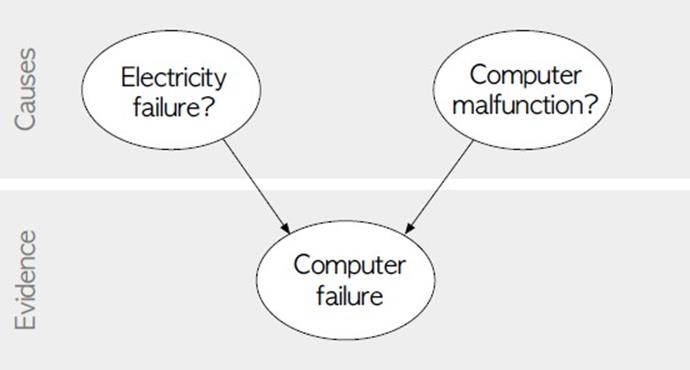 Causes
Electricity
failure?
Computer
malfunction?
Evidence
Computer
failure